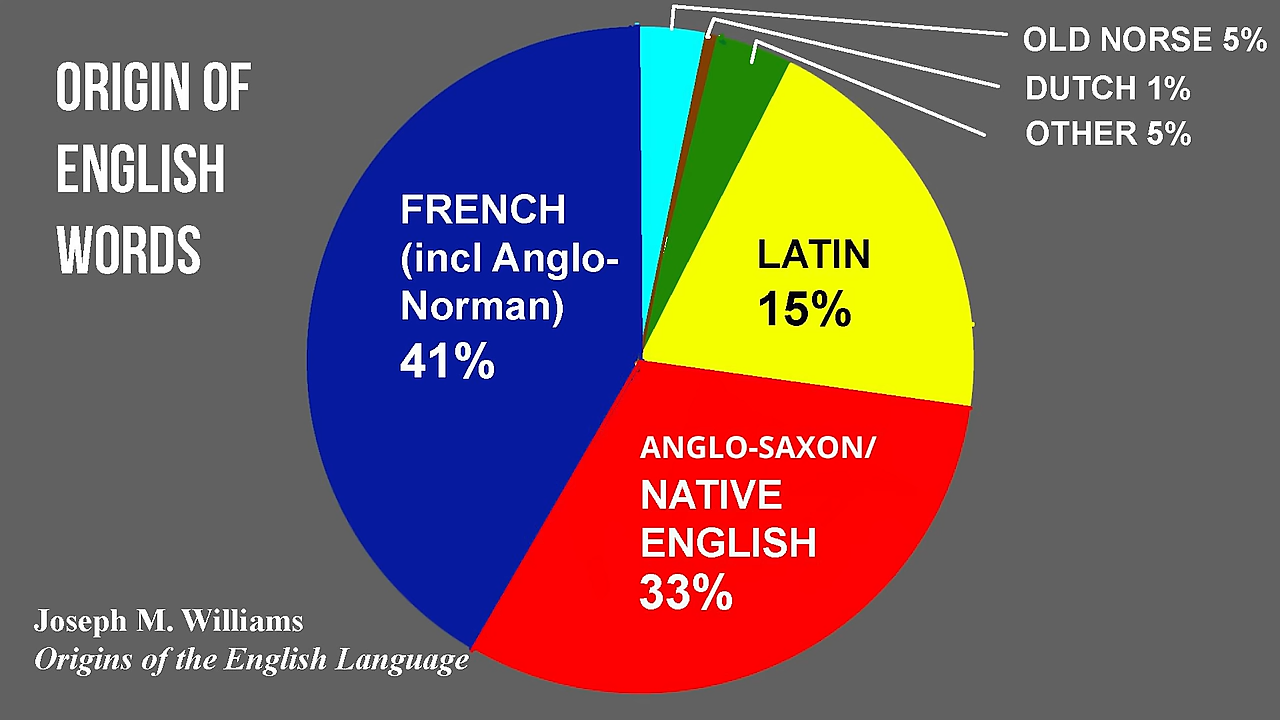 ORIGIN OF
ENGLISH
WORDS
OLD NORSE 5%
DUTCH 1%
OTHER 5%
FRENCH
(incl Anglo-
Norman)
41%
LATIN
15%
ANGLO-SAXON/
NATIVE
ENGLISH
33%
Joseph M. Williams
Origins of the English Language